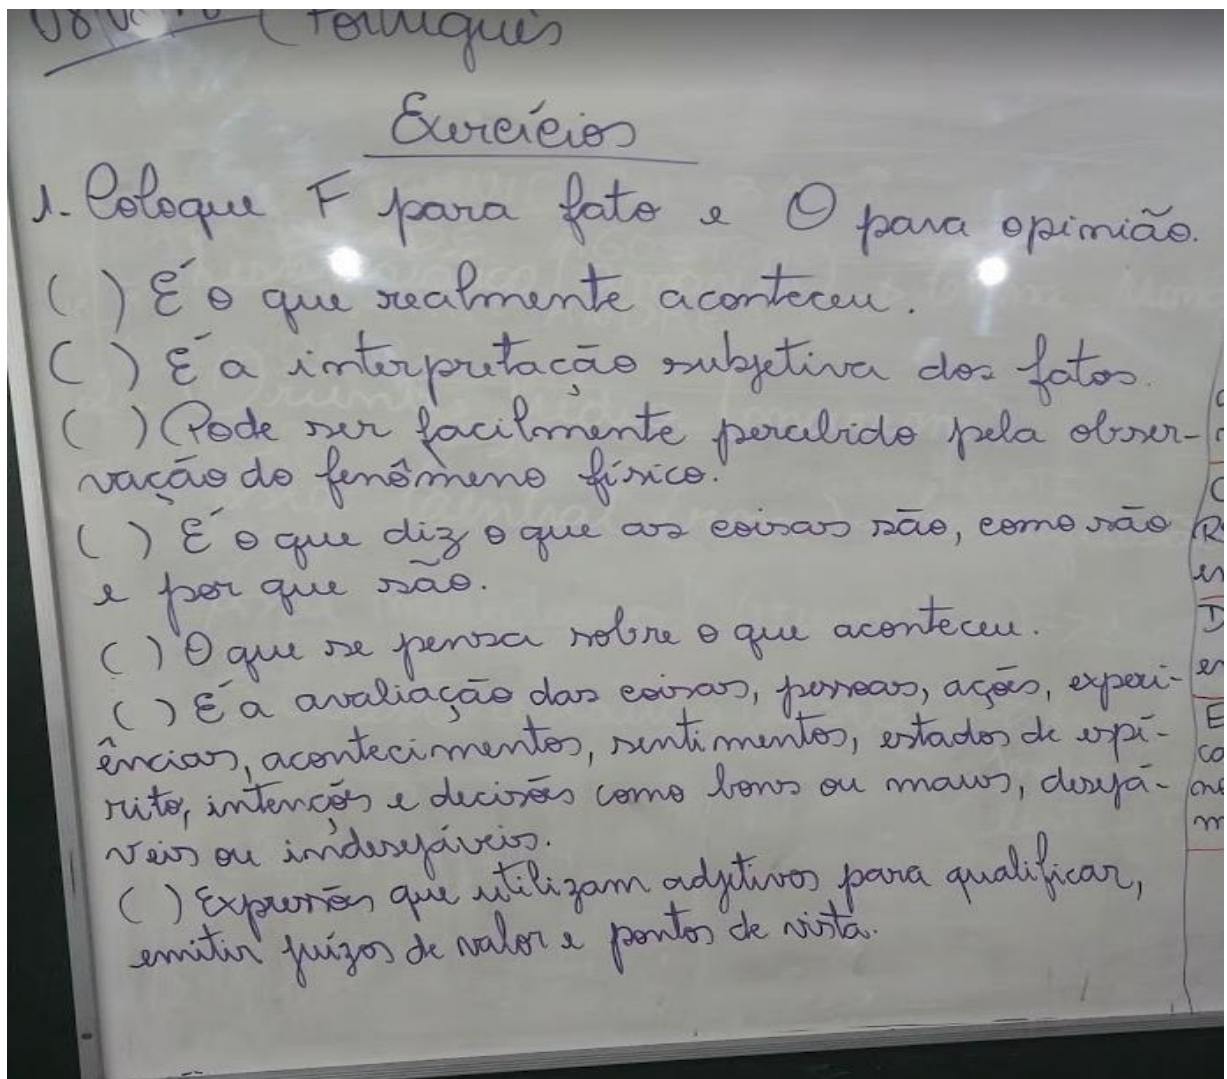 Português
Exercícios
1. Coloque F para fato e O para opinião.
( ) É o que realmente aconteceu.
( ) É a interpretação subjetiva dos fatos.
( ) Pode ser facilmente percebido pela obser-
vação do fenômeno físico.
( ) É o que diz o que as coisas são, como são
e por que são.
( ) O que se pensa sobre o que aconteceu.
( ) É a avaliação das coisas, pessoas, ações, experi-
ências, acontecimentos, sentimentos, estados de espí-
rito, intenções e decisões como bons ou maus, desejá-
veis ou indesejáveis.
( ) Expressões que utilizam adjetivos para qualificar,
emitir juízos de valor e pontos de vista.